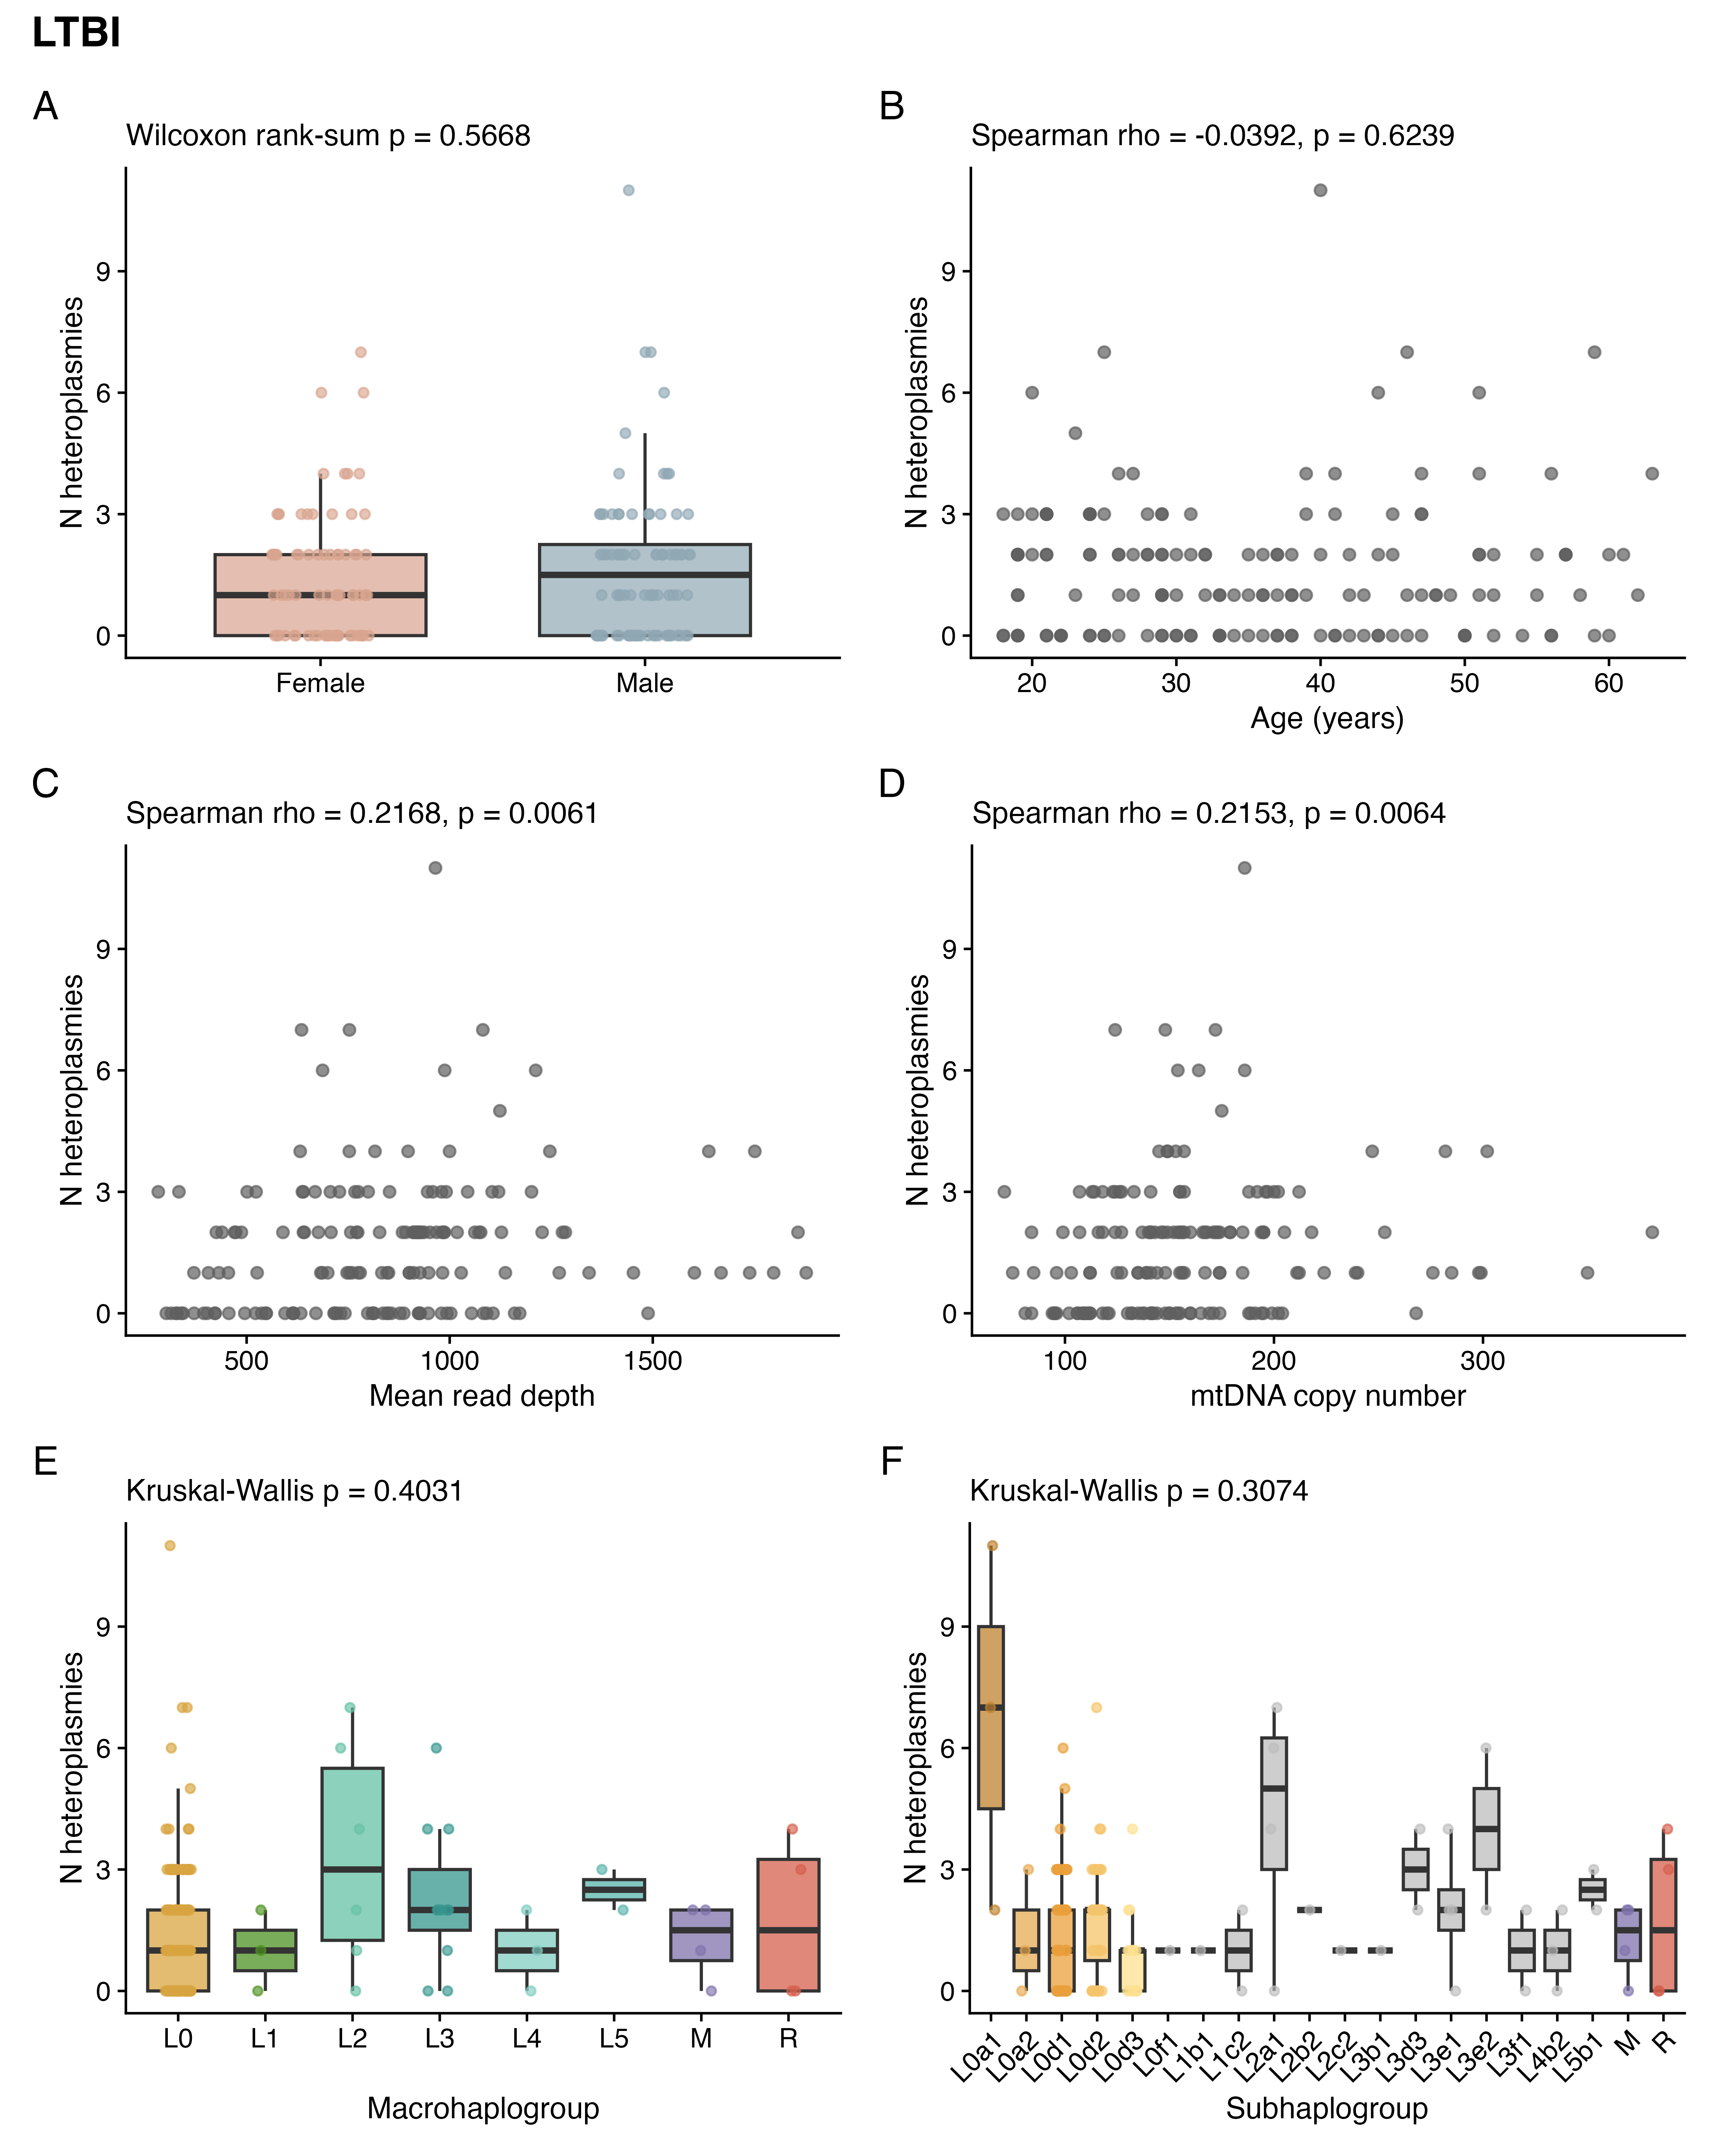 LTBI
A
Wilcoxon rank-sum p = 0.5668
N heteroplasmies
9
6
3
0
Female Male
B
Spearman rho = -0.0392, p = 0.6239
N heteroplasmies
9
6
3
0
20 30 40 50 60
Age (years)
C
Spearman rho = 0.2168, p = 0.0061
N heteroplasmies
9
6
3
0
500 1000 1500
Mean read depth
D
Spearman rho = 0.2153, p = 0.0064
N heteroplasmies
9
6
3
0
100 200 300
mtDNA copy number
E
Kruskal-Wallis p = 0.4031
N heteroplasmies
9
6
3
0
L0 L1 L2 L3 L4 L5 M R
Macrohaplogroup
F
Kruskal-Wallis p = 0.3074
N heteroplasmies
9
6
3
0
L0a1 L0a2 L0d1 L0d2 L0d3 L0f1 L1b1 L1c2 L2a1 L2b2 L2c2 L3b1 L3d3 L3e1 L3e2 L3f1 L4b2 L5b1 M R
Subhaplogroup